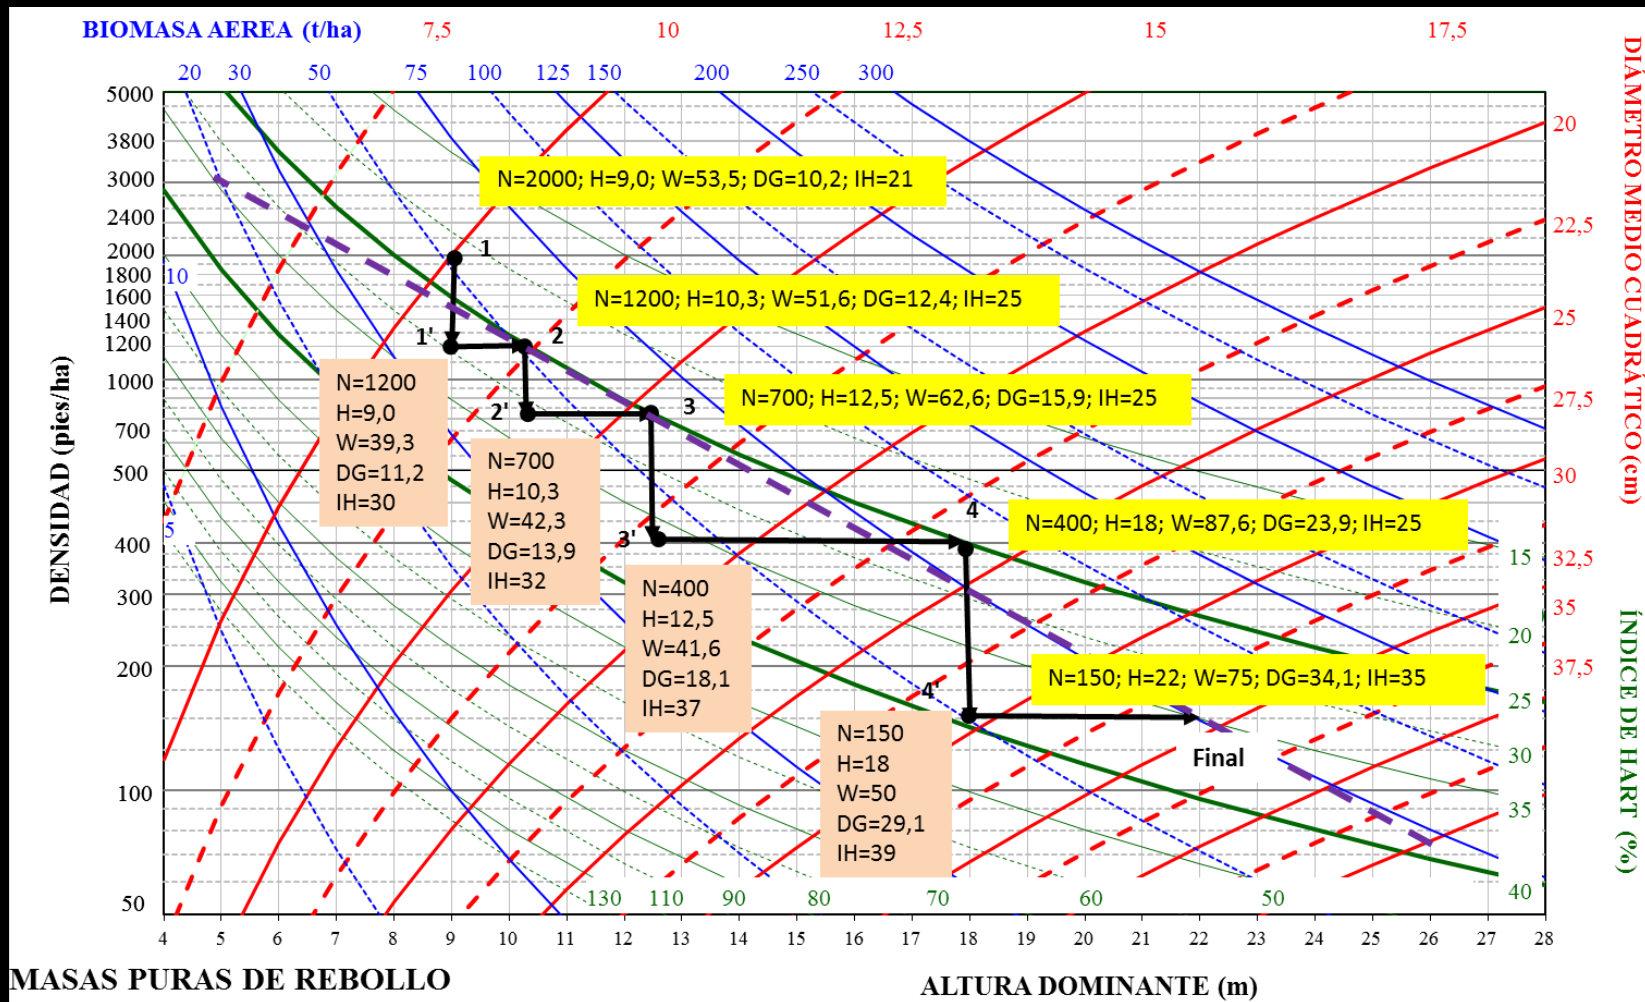 BIOMASA AEREA (t/ha)
7,5
10
12,5
15
17,5
20
30
50
75
100
125
150
200
250
300
DIÁMETRO MEDIO CUADRÁTICO (cm)
20
22,5
25
27,5
30
32,5
35
37,5
DENSIDAD (pies/ha)
5000
3800
3000
2400
2000
1800
1600
1400
1200
1000
700
500
400
300
200
100
50
10
5
N=2000; H=9,0; W=53,5; DG=10,2; IH=21
1
N=1200; H=10,3; W=51,6; DG=12,4; IH=25
1'
2
N=1200
H=9,0
W=39,3
DG=11,2
IH=30
N=700; H=12,5; W=62,6; DG=15,9; IH=25
2'
3
N=700
H=10,3
W=42,3
DG=13,9
IH=32
N=400; H=18; W=87,6; DG=23,9; IH=25
3'
4
N=400
H=12,5
W=41,6
DG=18,1
IH=37
N=150; H=22; W=75; DG=34,1; IH=35
4'
N=150
H=18
W=50
DG=29,1
IH=39
Final
ÍNDICE DE HART (%)
15
20
25
30
35
40
130
110
90
80
70
60
50
4
5
6
7
8
9
10
11
12
13
14
15
16
17
18
19
20
21
22
23
24
25
26
27
28
MASAS PURAS DE REBOLLO
ALTURA DOMINANTE (m)